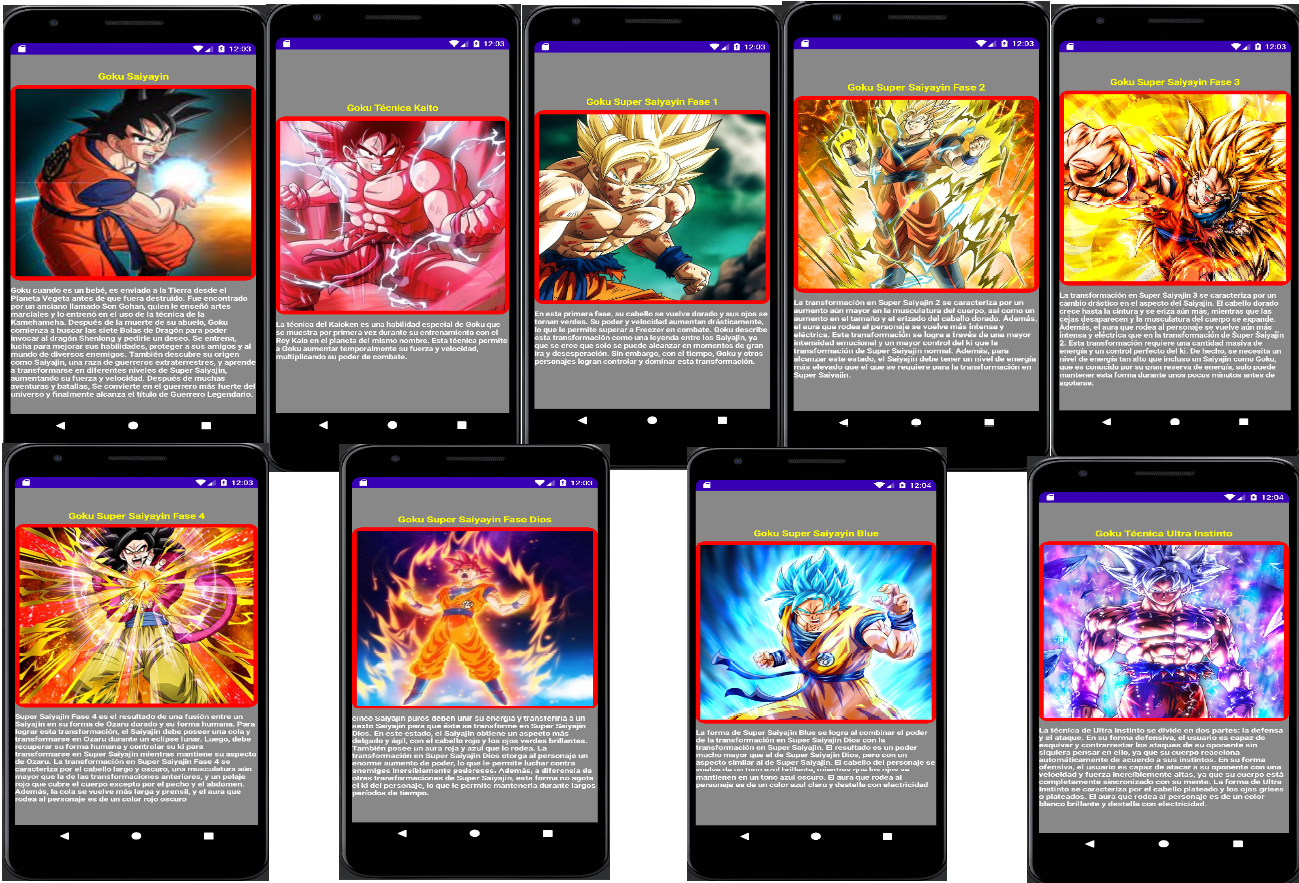 12:03
Goku Saiyayin
Goku cuando es un bebé, es enviado a la Tierra desde el
Planeta Vegeta antes de que fuera destruido. Fue encontrado
por un anciano llamado Son Gohan, quien le enseñó artes
marciales y lo entrenó en el uso de la técnica de la
Kamehameha. Después de la muerte de su abuelo, Goku
comienza a buscar las siete Bolas de Dragón para poder
invocar al dragón Shenlong y pedirle un deseo. Se entrena,
lucha para mejorar sus habilidades, proteger a sus amigos y al
mundo de diversos enemigos. También descubre su origen
como Saiyajin, una raza de guerreros extraterrestres, y aprende
a transformarse en diferentes niveles de Super Saiyajin,
aumentando su fuerza y velocidad. Después de muchas
aventuras y batallas, Se convierte en el guerrero más fuerte del
universo y finalmente alcanza el título de Guerrero Legendario.
12:03
Goku Técnica Kaito
La técnica del Kaioken es una habilidad especial de Goku que
se muestra por primera vez durante su entrenamiento con el
Rey Kaio en el planeta del mismo nombre. Esta técnica permite
a Goku aumentar temporalmente su fuerza y velocidad,
multiplicando su poder de combate.
12:03
Goku Super Saiyayin Fase 1
En esta primera fase, su cabello se vuelve dorado y sus ojos se
tornan verdes. Su poder y velocidad aumentan drásticamente,
lo que le permite superar a Freezer en combate. Goku describe
esta transformación como una leyenda entre los Saiyajin, ya
que se cree que solo se puede alcanzar en momentos de gran
ira y desesperación. Sin embargo, con el tiempo, Goku y otros
personajes logran controlar y dominar esta transformación.
12:03
Goku Super Saiyayin Fase 2
La transformación en Super Saiyajin 2 se caracteriza por un
aumento aún mayor en la musculatura del cuerpo, así como un
aumento en el tamaño y el erizado del cabello dorado. Además,
el aura que rodea al personaje se vuelve más intensa y
eléctrica Esta transformación se logra a través de una mayor
intensidad emocional y un mayor control del ki que la
transformación de Super Saiyajin normal. Además, para
alcanzar este estado, el Saiyajin debe tener un nivel de energía
más elevado que el que se requiere para la transformación en
Super Saiyajin.
12:03
Goku Super Saiyayin Fase 3
La transformación en Super Saiyajin 3 se caracteriza por un
cambio drástico en el aspecto del Saiyajin. El cabello dorado
crece hasta la cintura y se eriza aún más, mientras que las
cejas desaparecen y la musculatura del cuerpo se expande.
Además, el aura que rodea al personaje se vuelve aún más
intensa y eléctrica que en la transformación de Super Saiyajin
2. Esta transformación requiere una cantidad masiva de
energía y un control perfecto del ki. De hecho, se necesita un
nivel de energía tan alto que incluso un Saiyajin como Goku,
que es conocido por su gran reserva de energía, solo puede
mantener esta forma durante unos pocos minutos antes de
agotarse.
12:03
Goku Super Saiyayin Fase 4
Super Saiyajin Fase 4 es el resultado de una fusión entre un
Saiyajin en su forma de Ozaru dorado y su forma humana. Para
lograr esta transformación, el Saiyajin debe poseer una cola y
transformarse en Ozaru durante un eclipse lunar. Luego, debe
recuperar su forma humana y controlar su ki para
transformarse en Super Saiyajin mientras mantiene su aspecto
de Ozaru. La transformación en Super Saiyajin Fase 4 se
caracteriza por el cabello largo y oscuro, una musculatura aún
mayor que la de las transformaciones anteriores, y un pelaje
rojo que cubre el cuerpo excepto por el pecho y el abdomen.
Además, la cola se vuelve más larga y prensil, y el aura que
rodea al personaje es de un color rojo oscuro
12:03
Goku Super Saiyayin Fase Dios
cinco Saiyajin puros deben unir su energía y transferirla a un
sexto Saiyajin para que éste se transforme en Super Saiyajin
Dios. En este estado, el Saiyajin obtiene un aspecto más
delgado y ágil, con el cabello rojo y los ojos verdes brillantes.
También posee un aura roja y azul que lo rodea. La
transformación en Super Saiyajin Dios otorga al personaje un
enorme aumento de poder, lo que le permite luchar contra
enemigos increíblemente poderosos. Además, a diferencia de
otras transformaciones de Super Saiyajin, esta forma no agota
el ki del personaje, lo que le permite mantenerla durante largos
períodos de tiempo.
12:04
Goku Super Saiyayin Blue
La forma de Super Saiyajin Blue se logra al combinar el poder
de la transformación en Super Saiyajin Dios con la
transformación en Super Saiyajin. El resultado es un poder
mucho mayor que el de Super Saiyajin Dios, pero con un
aspecto similar al de Super Saiyajin. El cabello del personaje se
vuelve de un tono azul brillante, mientras que los ojos se
mantienen en un tono azul oscuro. El aura que rodea al
personaje es de un color azul claro y destella con electricidad
12:04
Goku Técnica Ultra Instinto
La técnica de Ultra Instinto se divide en dos partes: la defensa
y el ataque. En su forma defensiva, el usuario es capaz de
esquivar y contrarrestar los ataques de su oponente sin
siquiera pensar en ello, ya que su cuerpo reacciona
automáticamente de acuerdo a sus instintos. En su forma
ofensiva, el usuario es capaz de atacar a su oponente con una
velocidad y fuerza increíblemente altas, ya que su cuerpo está
completamente sincronizado con su mente. La forma de Ultra
Instinto se caracteriza por el cabello plateado y los ojos grises
o plateados. El aura que rodea al personaje es de un color
blanco brillante y destella con electricidad.